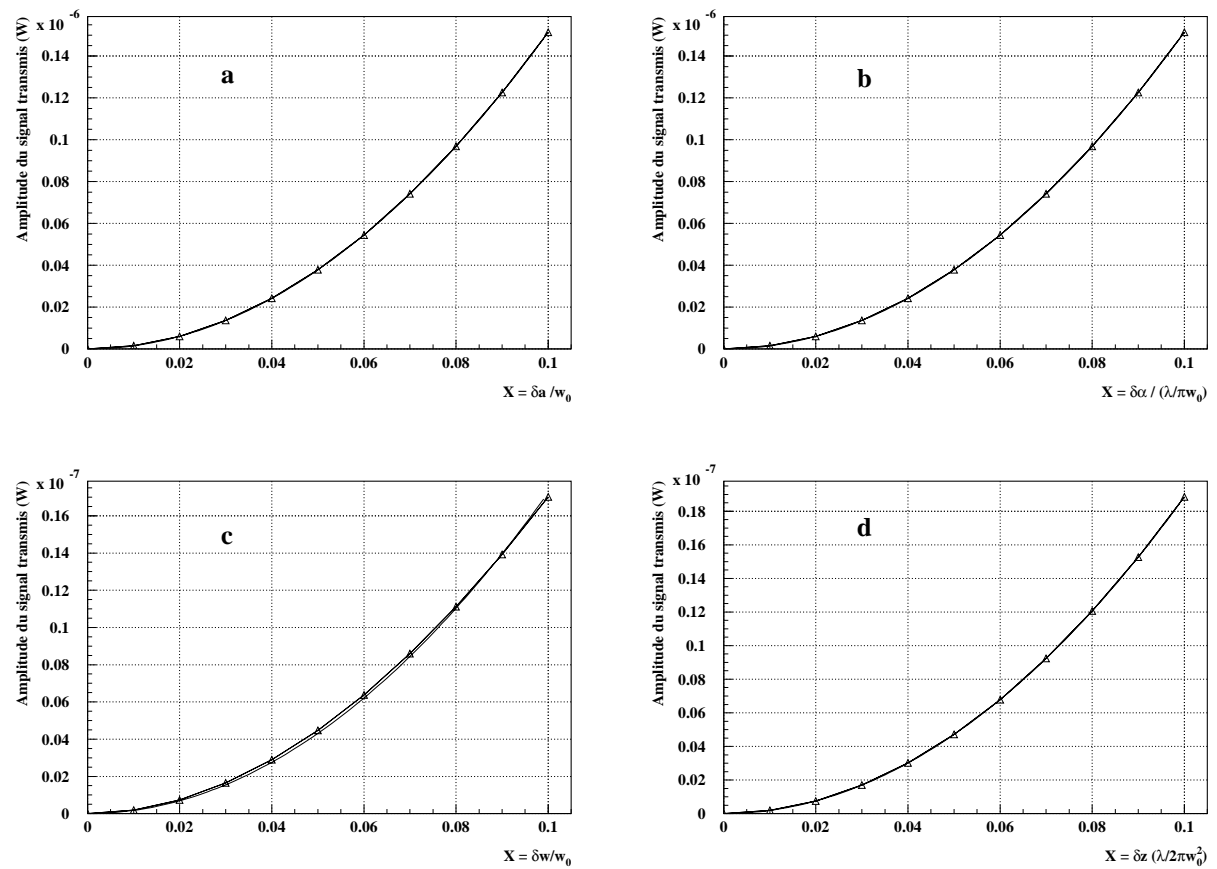 x 10 -6
Amplitude du signal transmis (W)
a
0.14
0.12
0.1
0.08
0.06
0.04
0.02
0
0 0.02 0.04 0.06 0.08 0.1
X = δa /w0
x 10 -6
Amplitude du signal transmis (W)
b
0.14
0.12
0.1
0.08
0.06
0.04
0.02
0
0 0.02 0.04 0.06 0.08 0.1
X = δα / (λ/πw0)
x 10 -7
Amplitude du signal transmis (W)
c
0.16
0.14
0.12
0.1
0.08
0.06
0.04
0.02
0
0 0.02 0.04 0.06 0.08 0.1
X = δw/w0
x 10 -7
Amplitude du signal transmis (W)
d
0.18
0.16
0.14
0.12
0.1
0.08
0.06
0.04
0.02
0
0 0.02 0.04 0.06 0.08 0.1
X = δz (λ/2πw0²)